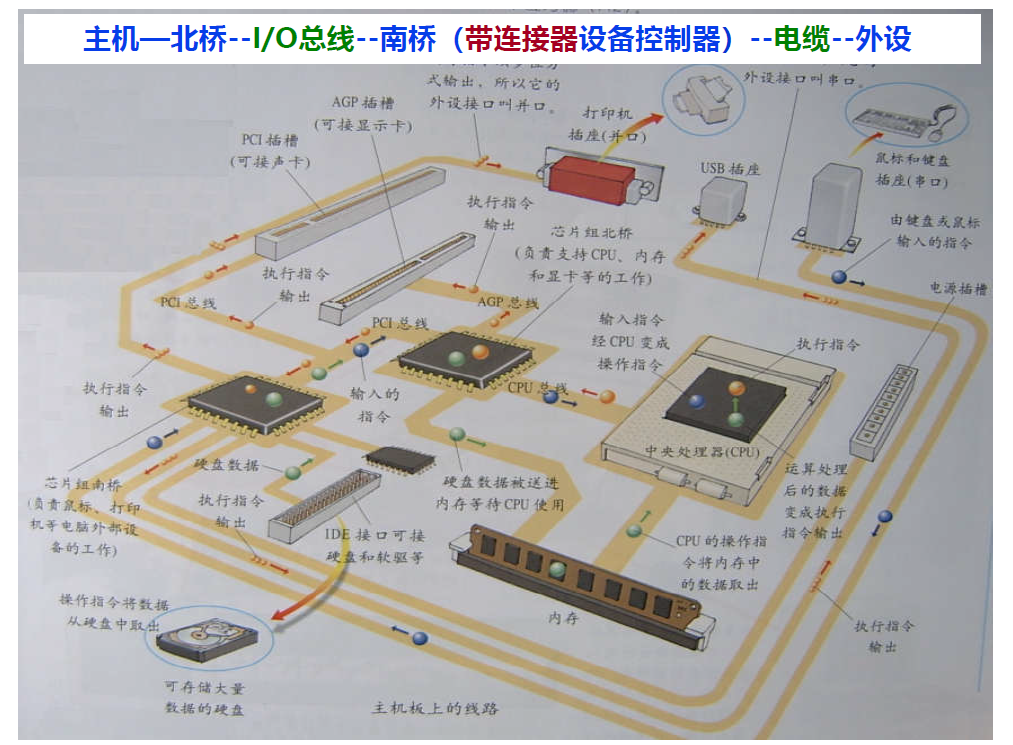 主机—北桥--I/O总线--南桥（带连接器设备控制器）--电缆--外设
式输出，所以它的
外设接口叫并口。
外设接口叫串口。
AGP 插槽
(可接显示卡)
PCI 插槽
(可接声卡)
打印机
插座(并口)
USB 插座
鼠标和键盘
插座(串口)
执行指令
输出
芯片组北桥
(负责支持 CPU、内存
和显卡等的工作)
由键盘或鼠标
输入的指令
执行指令
输出
PCI 总线
AGP 总线
电源插槽
PCI 总线
输入指令
经 CPU 变成
操作指令
执行指令
执行指令
输出
输入的
指令
CPU 总线
中央处理器(CPU)
硬盘数据
硬盘数据被送进
内存等待 CPU 使用
运算处理
后的数据
变成执行
指令输出
芯片组南桥
(负责鼠标、打印
机等电脑外部设
备的工作)
执行指令
输出
IDE 接口可接
硬盘和软驱等
CPU 的操作指
令将内存中
的数据取出
操作指令将数据
从硬盘中取出
内存
执行指令
输出
可存储大量
数据的硬盘
主机板上的线路